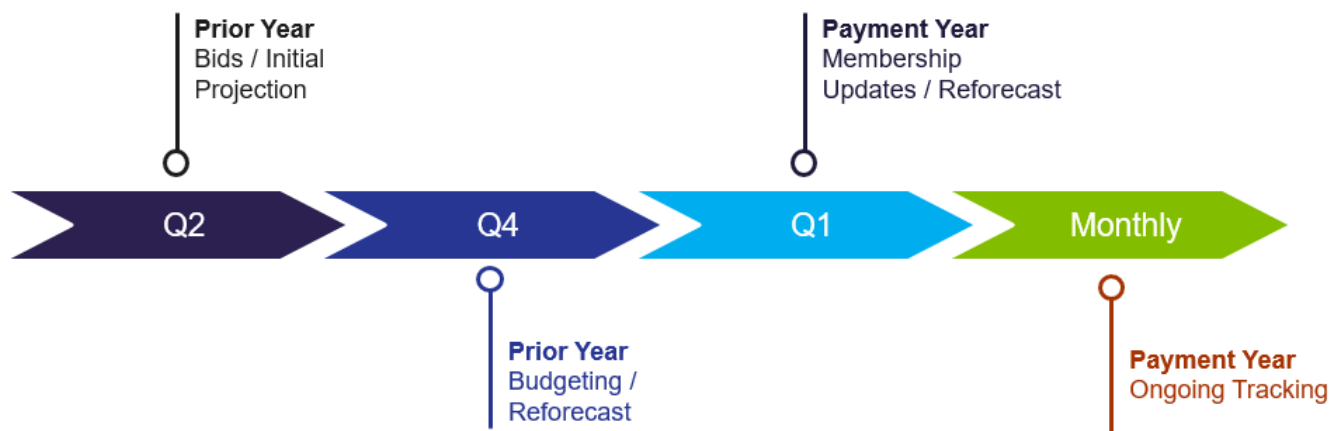 Prior Year
Bids / Initial
Projection
Payment Year
Membership
Updates / Reforecast
Q2
Q4
Q1
Monthly
Prior Year
Budgeting /
Reforecast
Payment Year
Ongoing Tracking